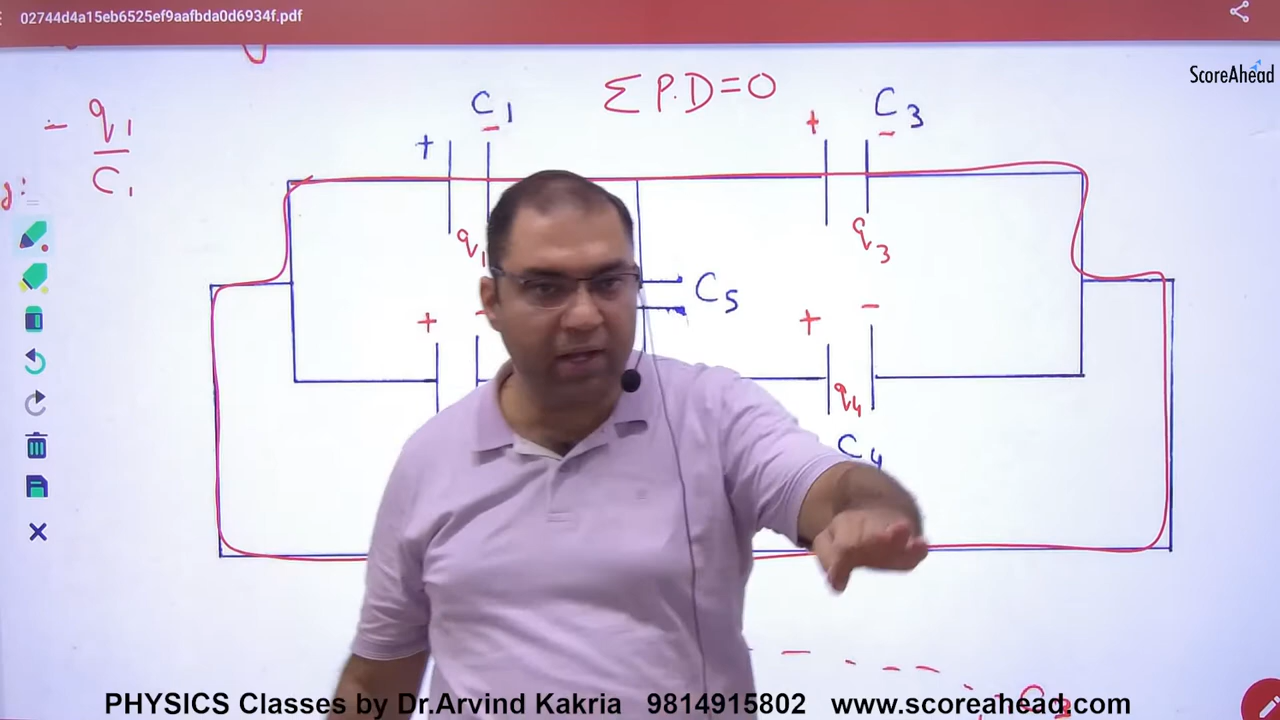 02744d4a15eb6525ef9aafbda0d6934f.pdf
ScoreAhead
Σ P.D=0
- q1
C1
C1
+ -
+ -
C3
q1
q3
C5
+ -
+ -
q4
C4
PHYSICS Classes by Dr.Arvind Kakria 9814915802 www.scoreahead.com